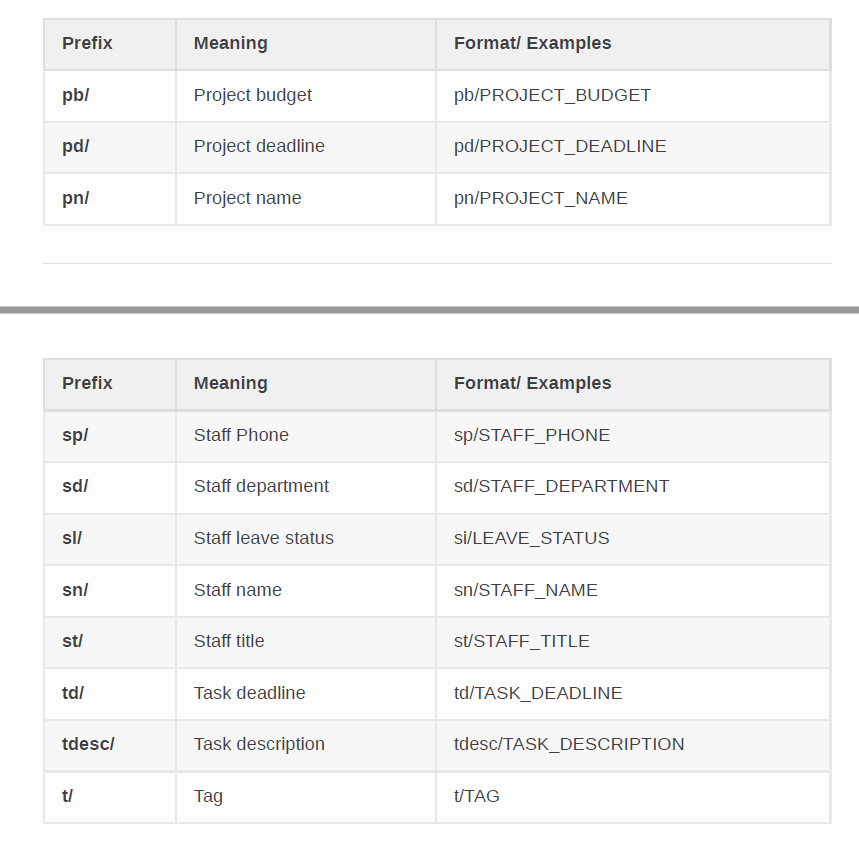 Prefix Meaning Format/ Examples
pb/ Project budget pb/PROJECT_BUDGET
pd/ Project deadline pd/PROJECT_DEADLINE
pn/ Project name pn/PROJECT_NAME
Prefix Meaning Format/ Examples
sp/ Staff Phone sp/STAFF_PHONE
sd/ Staff department sd/STAFF_DEPARTMENT
sl/ Staff leave status si/LEAVE_STATUS
sn/ Staff name sn/STAFF_NAME
st/ Staff title st/STAFF_TITLE
td/ Task deadline td/TASK_DEADLINE
tdesc/ Task description tdesc/TASK_DESCRIPTION
t/ Tag t/TAG